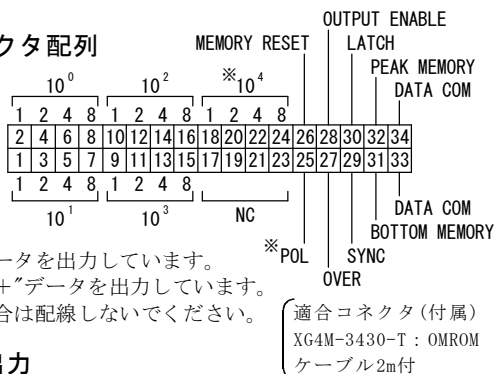 クタ配列
OUTPUT ENABLE
MEMORY RESET
LATCH
PEAK MEMORY
DATA COM
10⁰ 10² ※10⁴
1 2 4 8 1 2 4 8 1 2 4 8
2 4 6 8 10 12 14 16 18 20 22 24 26 28 30 32 34
1 3 5 7 9 11 13 15 17 19 21 23 25 27 29 31 33
1 2 4 8 1 2 4 8
10¹ 10³ NC
DATA COM
BOTTOM MEMORY
※POL
SYNC
OVER
ータを出力しています。
+"データを出力しています。
合は配線しないでください。
適合コネクタ(付属)
XG4M-3430-T：OMROM
ケーブル2m付
出力